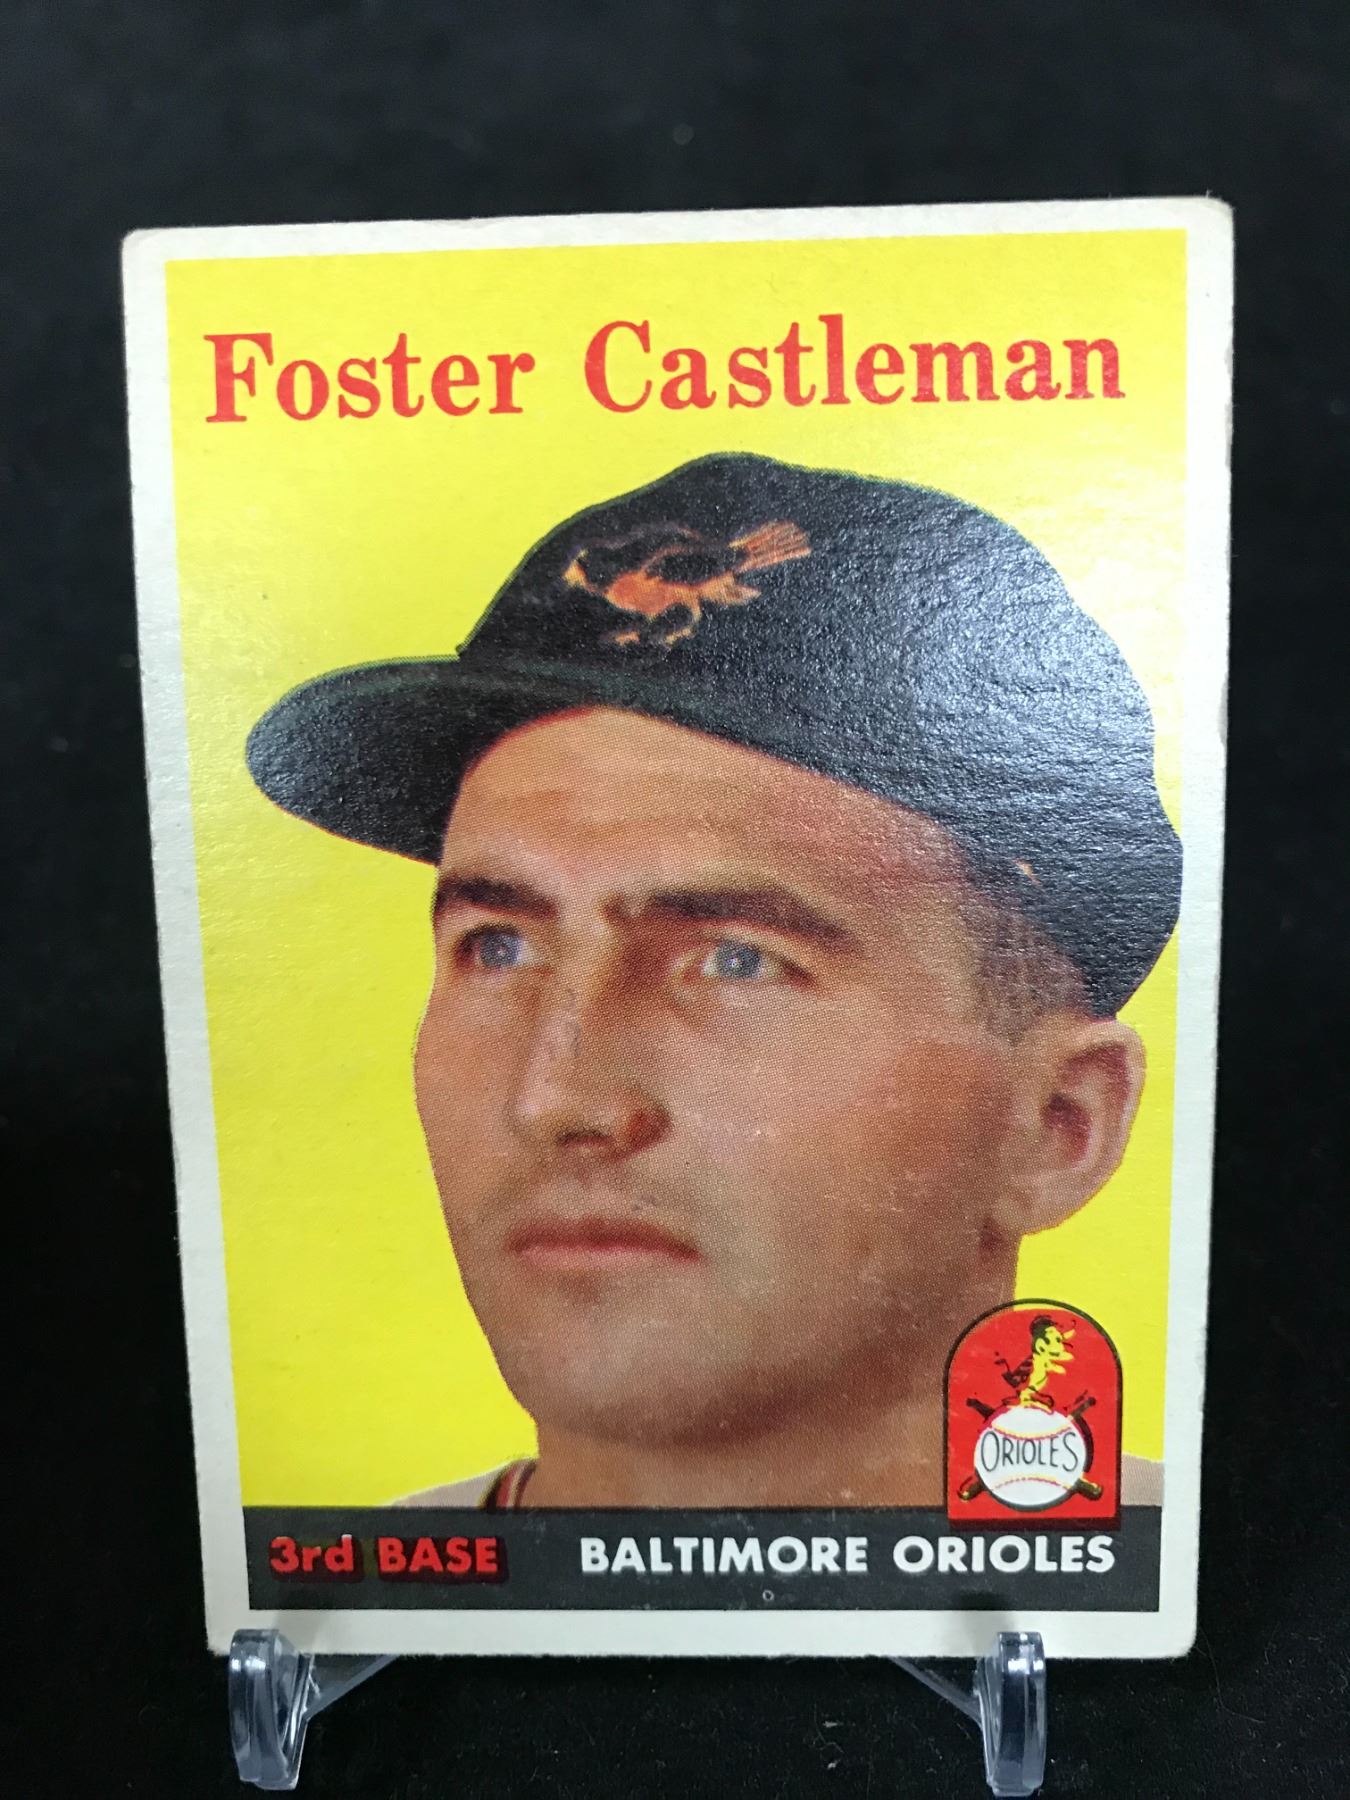 Foster Castleman
ORIOLES
3rd BASE BALTIMORE ORIOLES